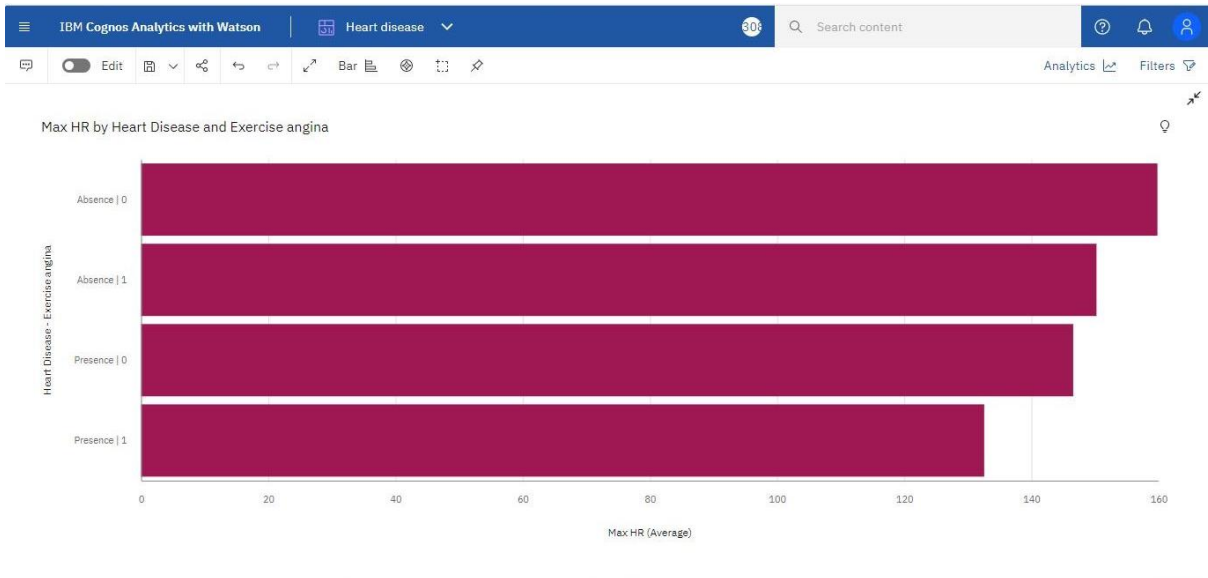 IBM Cognos Analytics with Watson
Heart disease
308
Search content
Edit
Bar
Analytics
Filters
Max HR by Heart Disease and Exercise angina
Heart Disease - Exercise angina
Absence | 0
Absence | 1
Presence | 0
Presence | 1
0 20 40 60 80 100 120 140 160
Max HR (Average)